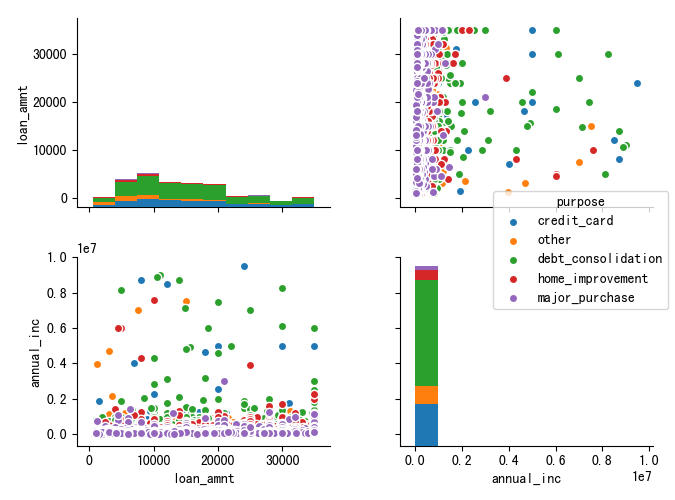 loan_amnt
30000
20000
10000
0
purpose
credit_card
other
debt_consolidation
home_improvement
major_purchase
1e7
annual_inc
1.0
0.8
0.6
0.4
0.2
0.0
0
10000
20000
30000
loan_amnt
0.0
0.2
0.4
0.6
0.8
1.0
1e7
annual_inc